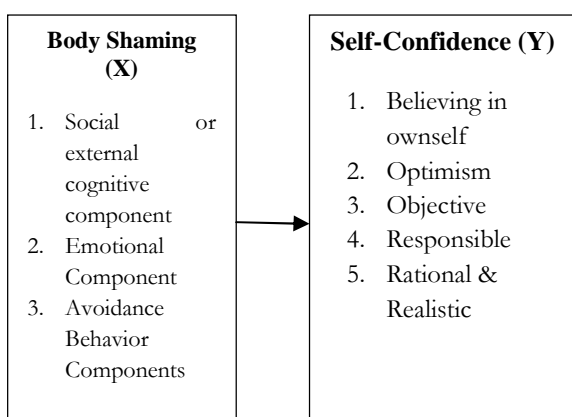 Body Shaming
(X)
1. Social or
external
cognitive
component
2. Emotional
Component
3. Avoidance
Behavior
Components
Self-Confidence (Y)
1. Believing in
ownself
2. Optimism
3. Objective
4. Responsible
5. Rational &
Realistic